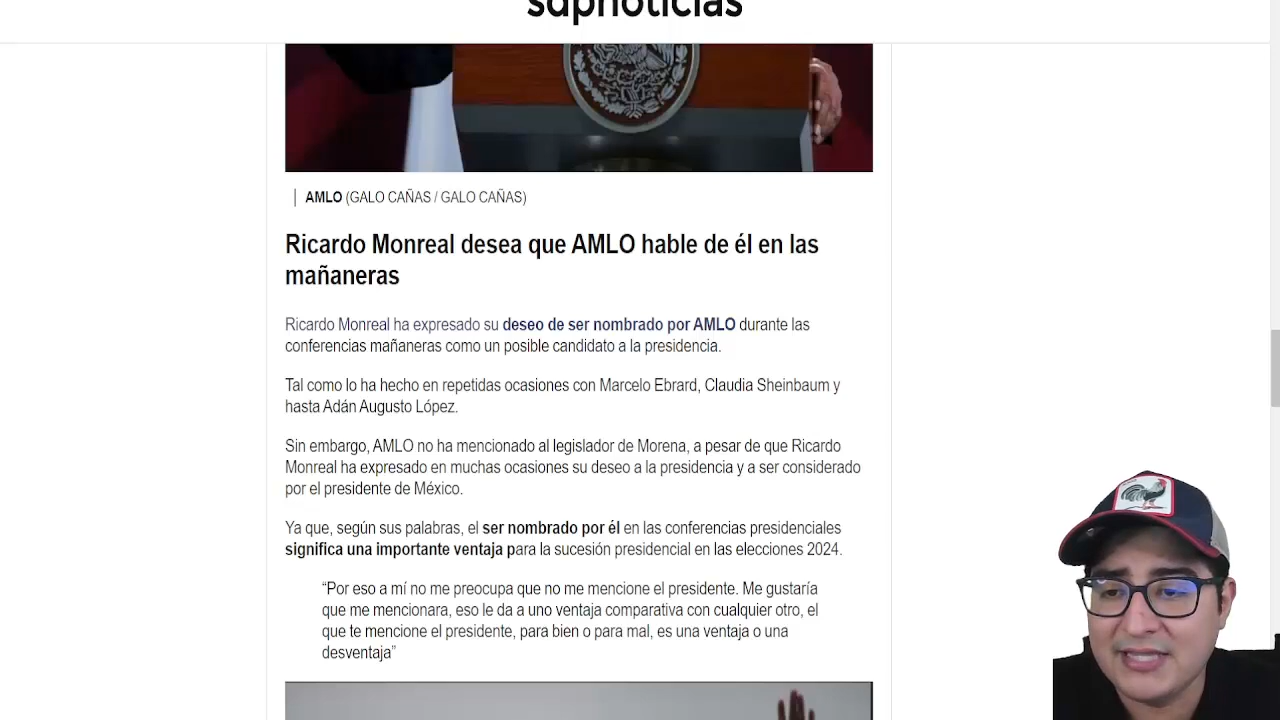 sdpnoticias
AMLO (GALO CAÑAS / GALO CAÑAS)
Ricardo Monreal desea que AMLO hable de él en las
mañaneras
Ricardo Monreal ha expresado su deseo de ser nombrado por AMLO durante las
conferencias mañaneras como un posible candidato a la presidencia.
Tal como lo ha hecho en repetidas ocasiones con Marcelo Ebrard, Claudia Sheinbaum y
hasta Adán Augusto López.
Sin embargo, AMLO no ha mencionado al legislador de Morena, a pesar de que Ricardo
Monreal ha expresado en muchas ocasiones su deseo a la presidencia y a ser considerado
por el presidente de México.
Ya que, según sus palabras, el ser nombrado por él en las conferencias presidenciales
significa una importante ventaja para la sucesión presidencial en las elecciones 2024.
“Por eso a mí no me preocupa que no me mencione el presidente. Me gustaría
que me mencionara, eso le da a uno ventaja comparativa con cualquier otro, el
que te mencione el presidente, para bien o para mal, es una ventaja o una
desventaja”